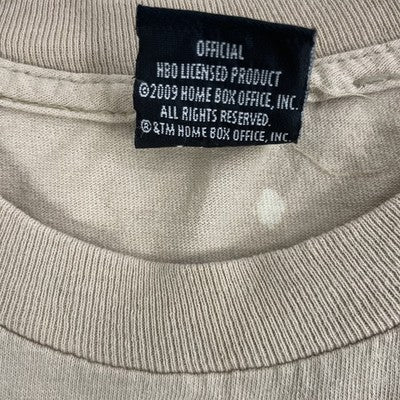 OFFICIAL
HBO LICENSED PRODUCT
©2009 HOME BOX OFFICE, INC.
ALL RIGHTS RESERVED.
®&TM HOME BOX OFFICE, INC.